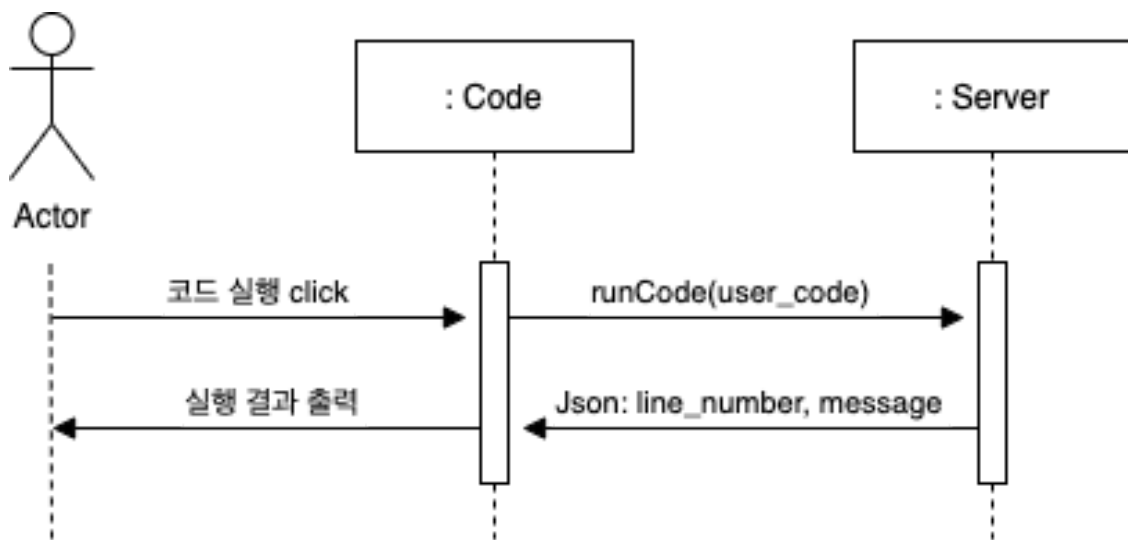 : Code
: Server
Actor
코드 실행 click
runCode(user_code)
실행 결과 출력
Json: line_number, message